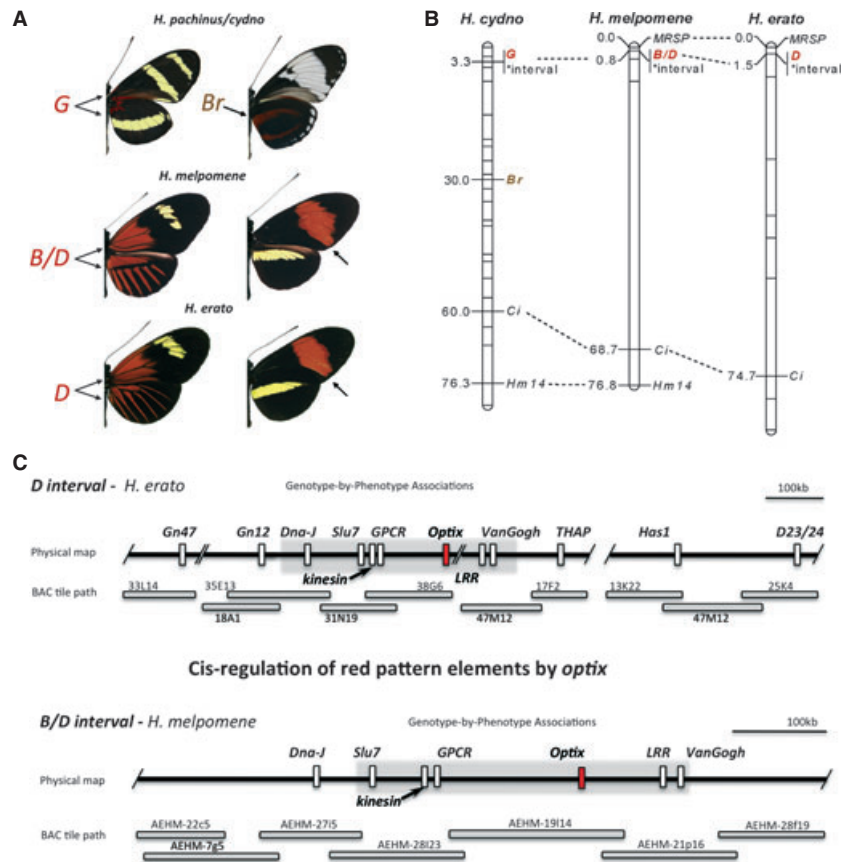 A
H. pachinus/cydno
G
Br
H. melpomene
B/D
H. erato
D
B
H. cydno
H. melpomene
H. erato
3.3
G
*interval
30.0
Br
60.0
Ci
76.3
Hm14
0.0
MRSP
0.8
B/D
*interval
68.7
Ci
76.8
Hm14
0.0
MRSP
1.5
D
*interval
74.7
Ci
C
D interval - H. erato
Genotype-by-Phenotype Associations
100kb
Gn47 Gn12 Dna-J Slu7 GPCR Optix VanGogh THAP Has1 D23/24
Physical map
kinesin LRR
BAC tile path
33L14 35E13 38G6 17F2 13K22 25K4
18A1 31N19 47M12 47M12
Cis-regulation of red pattern elements by optix
B/D interval - H. melpomene
Genotype-by-Phenotype Associations
100kb
Dna-J Slu7 GPCR Optix LRR VanGogh
Physical map
kinesin
BAC tile path
AEHM-22c5 AEHM-27i5 AEHM-19l14 AEHM-28f19
AEHM-7g5 AEHM-28l23 AEHM-21p16